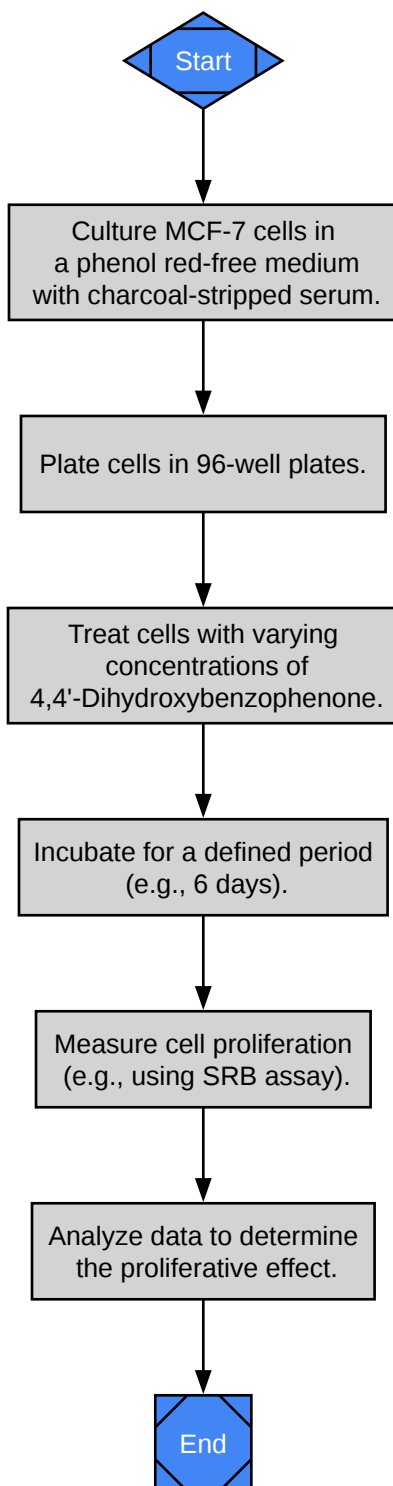 Start
Culture MCF-7 cells in
a phenol red-free medium
with charcoal-stripped serum.
Plate cells in 96-well plates.
Treat cells with varying
concentrations of
4,4'-Dihydroxybenzophenone.
Incubate for a defined period
(e.g., 6 days).
Measure cell proliferation
(e.g., using SRB assay).
Analyze data to determine
the proliferative effect.
End